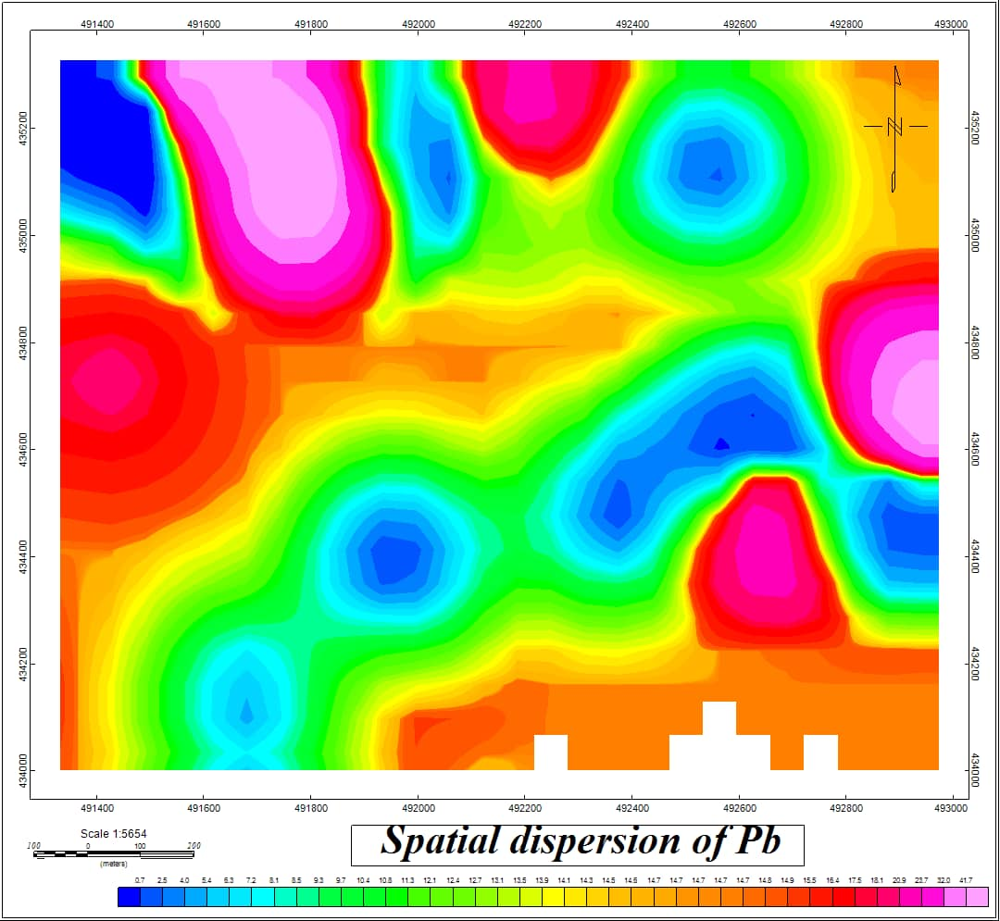 491400 491600 491800 492000 492200 492400 492600 492800 493000
435200 435200
435000 435000
434800 434800
434600 434600
434400 434400
434200 434200
434000 434000
N
491400 491600 491800 492000 492200 492400 492600 492800 493000
Scale 1:5654
100 0 100 200
(meters)
Spatial dispersion of Pb
0.7 2.5 4.0 5.4 6.3 7.2 8.1 8.5 9.3 9.7 10.4 10.8 11.3 12.1 12.4 12.7 13.1 13.5 13.9 14.1 14.3 14.5 14.6 14.7 14.7 14.7 14.7 14.8 14.9 15.5 16.4 17.5 18.1 20.9 23.7 32.0 41.7